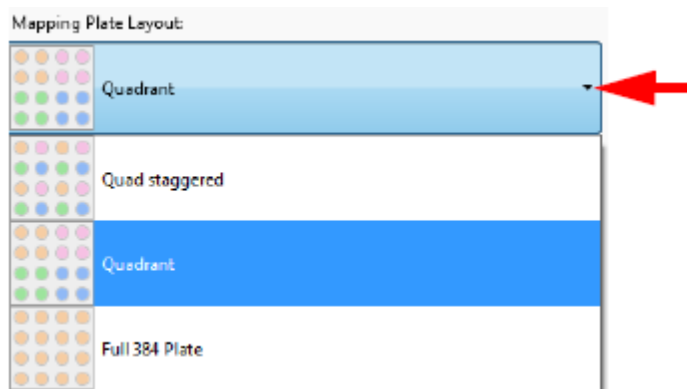 Mapping Plate Layout:
Quadrant
Quad staggered
Quadrant
Full 384 Plate